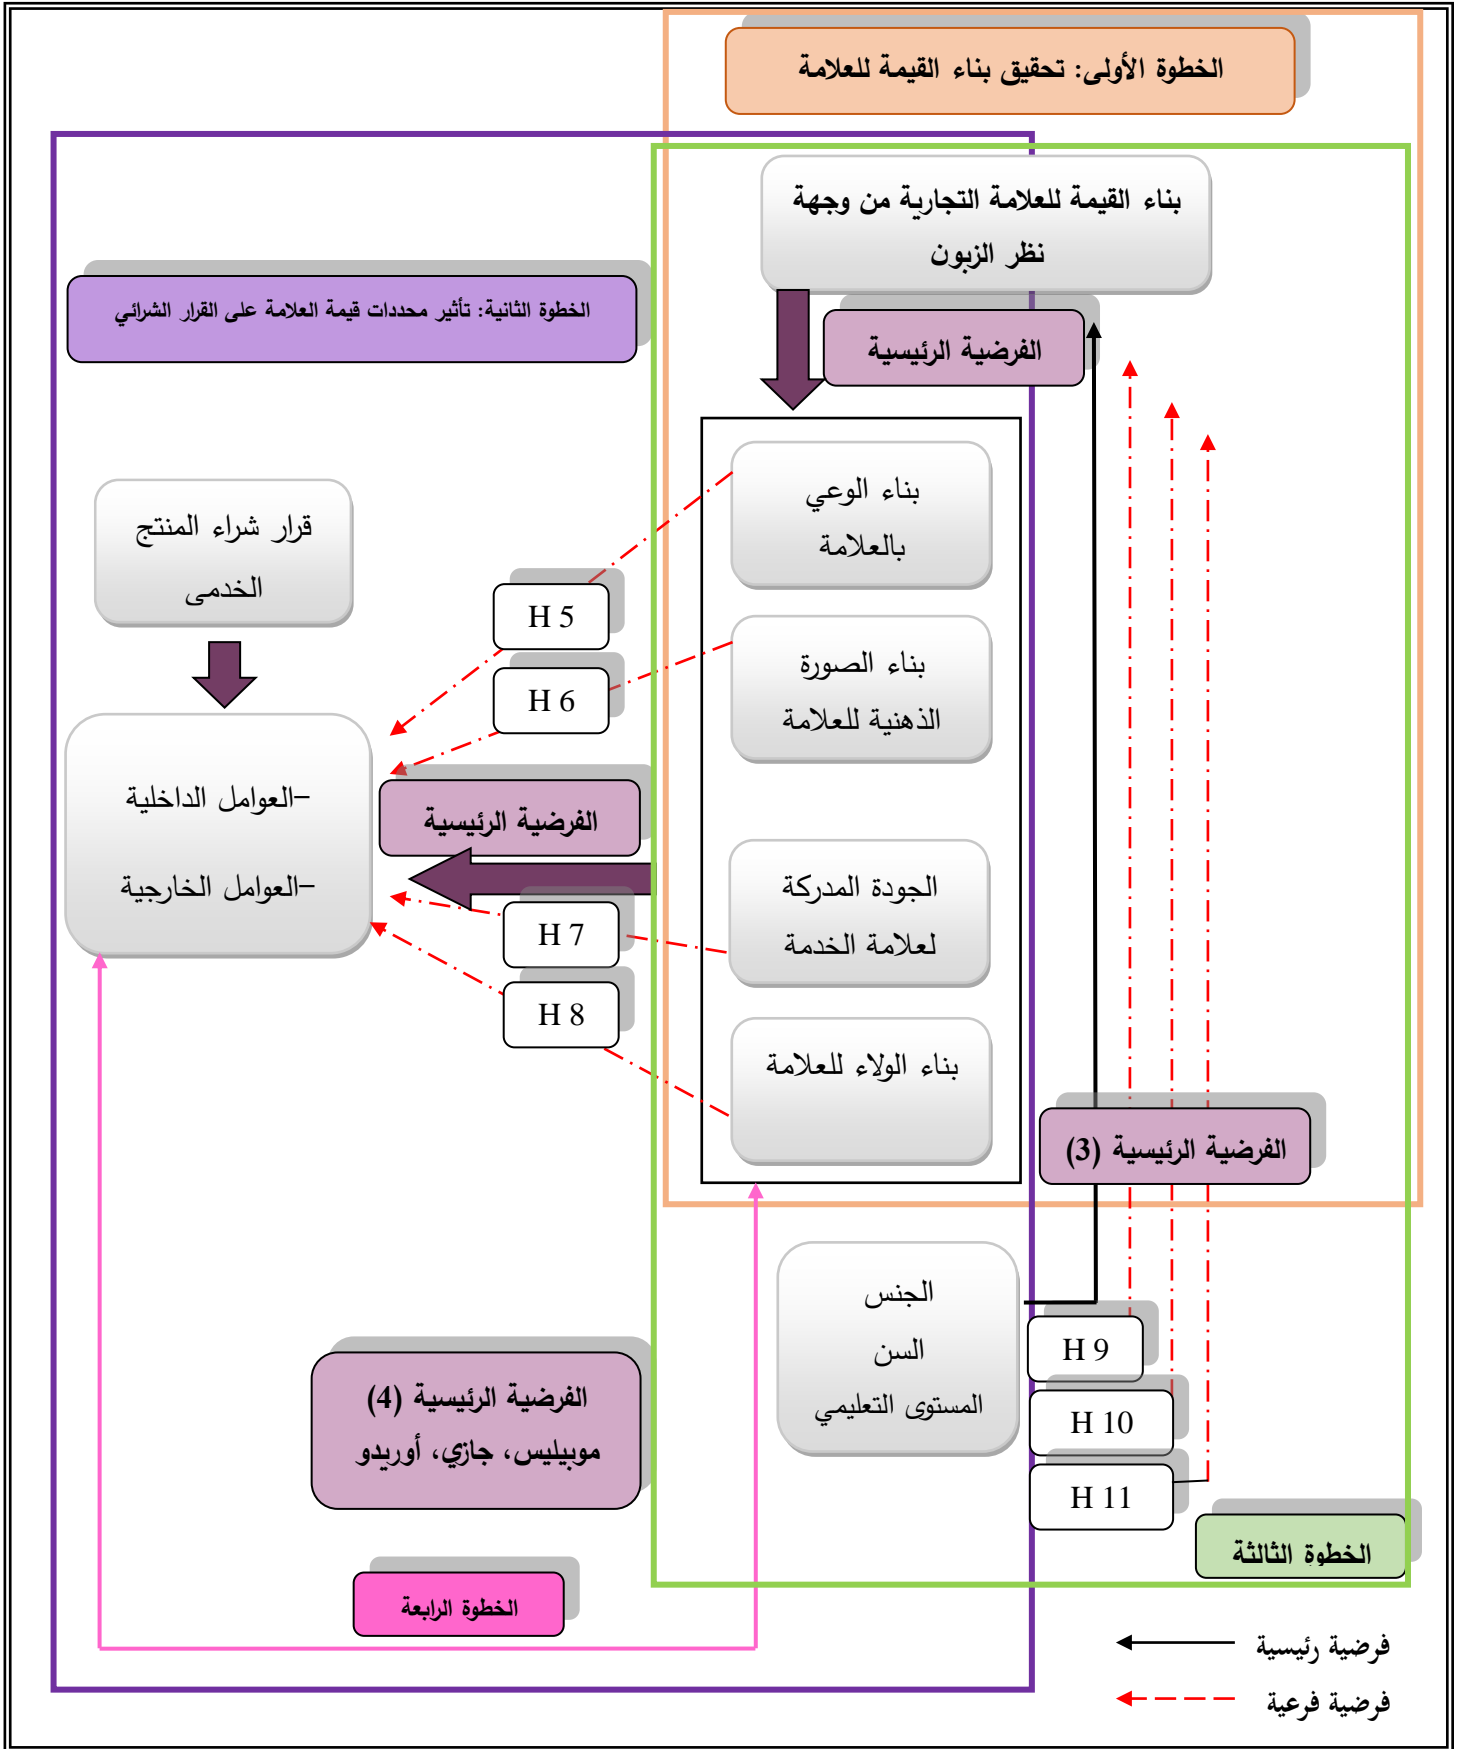 الخطوة الأولى: تحقيق بناء القيمة للعلامة
بناء القيمة للعلامة التجارية من وجهة
نظر الزبون
الخطوة الثانية: تأثير محددات قيمة العلامة على القرار الشرائي
الفرضية الرئيسية
بناء الوعي
بالعلامة
قرار شراء المنتج
الخدمى
H 5
بناء الصورة
الذهنية للعلامة
H 6
–العوامل الداخلية
–العوامل الخارجية
الفرضية الرئيسية
الجودة المدركة
لعلامة الخدمة
H 7
H 8
بناء الولاء للعلامة
الفرضية الرئيسية (3)
الجنس
السن
المستوى التعليمي
H 9
H 10
H 11
الفرضية الرئيسية (4)
موبيليس، جازي، أوريدو
الخطوة الثالثة
الخطوة الرابعة
فرضية رئيسية
فرضية فرعية